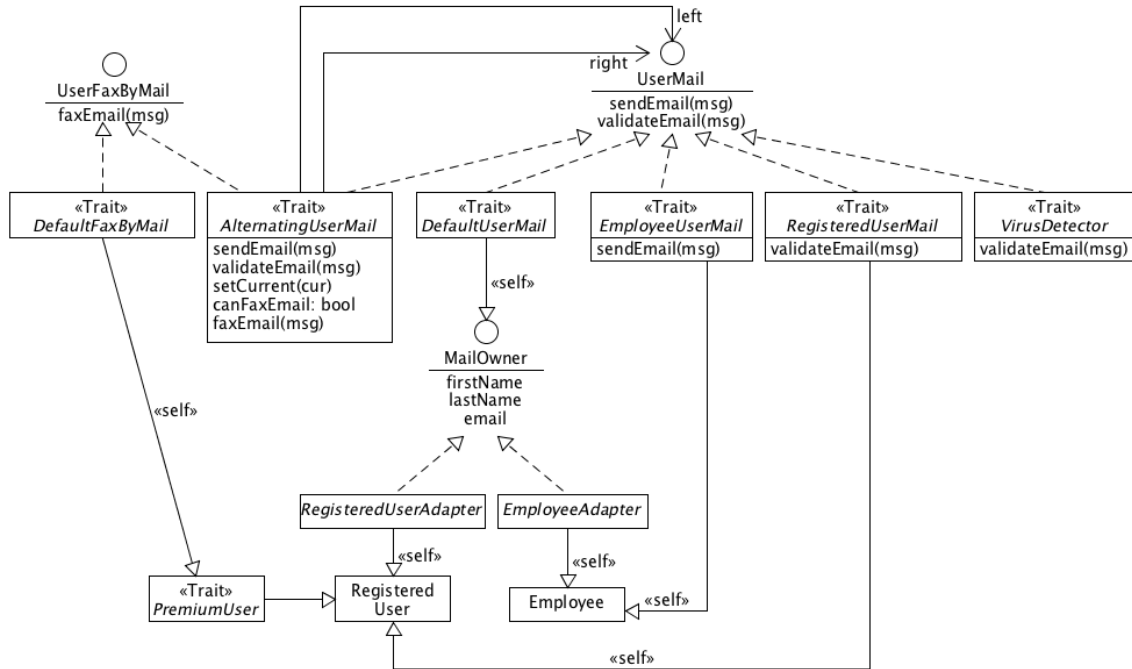 left
right
UserFaxByMail
faxEmail(msg)
UserMail
sendEmail(msg)
validateEmail(msg)
«Trait»
DefaultFaxByMail
«Trait»
AlternatingUserMail
sendEmail(msg)
validateEmail(msg)
setCurrent(cur)
canFaxEmail: bool
faxEmail(msg)
«Trait»
DefaultUserMail
«Trait»
EmployeeUserMail
sendEmail(msg)
«Trait»
RegisteredUserMail
validateEmail(msg)
«Trait»
VirusDetector
validateEmail(msg)
«self»
MailOwner
firstName
lastName
email
«self»
RegisteredUserAdapter
EmployeeAdapter
«self»
«self»
«Trait»
PremiumUser
Registered
User
Employee
«self»
«self»